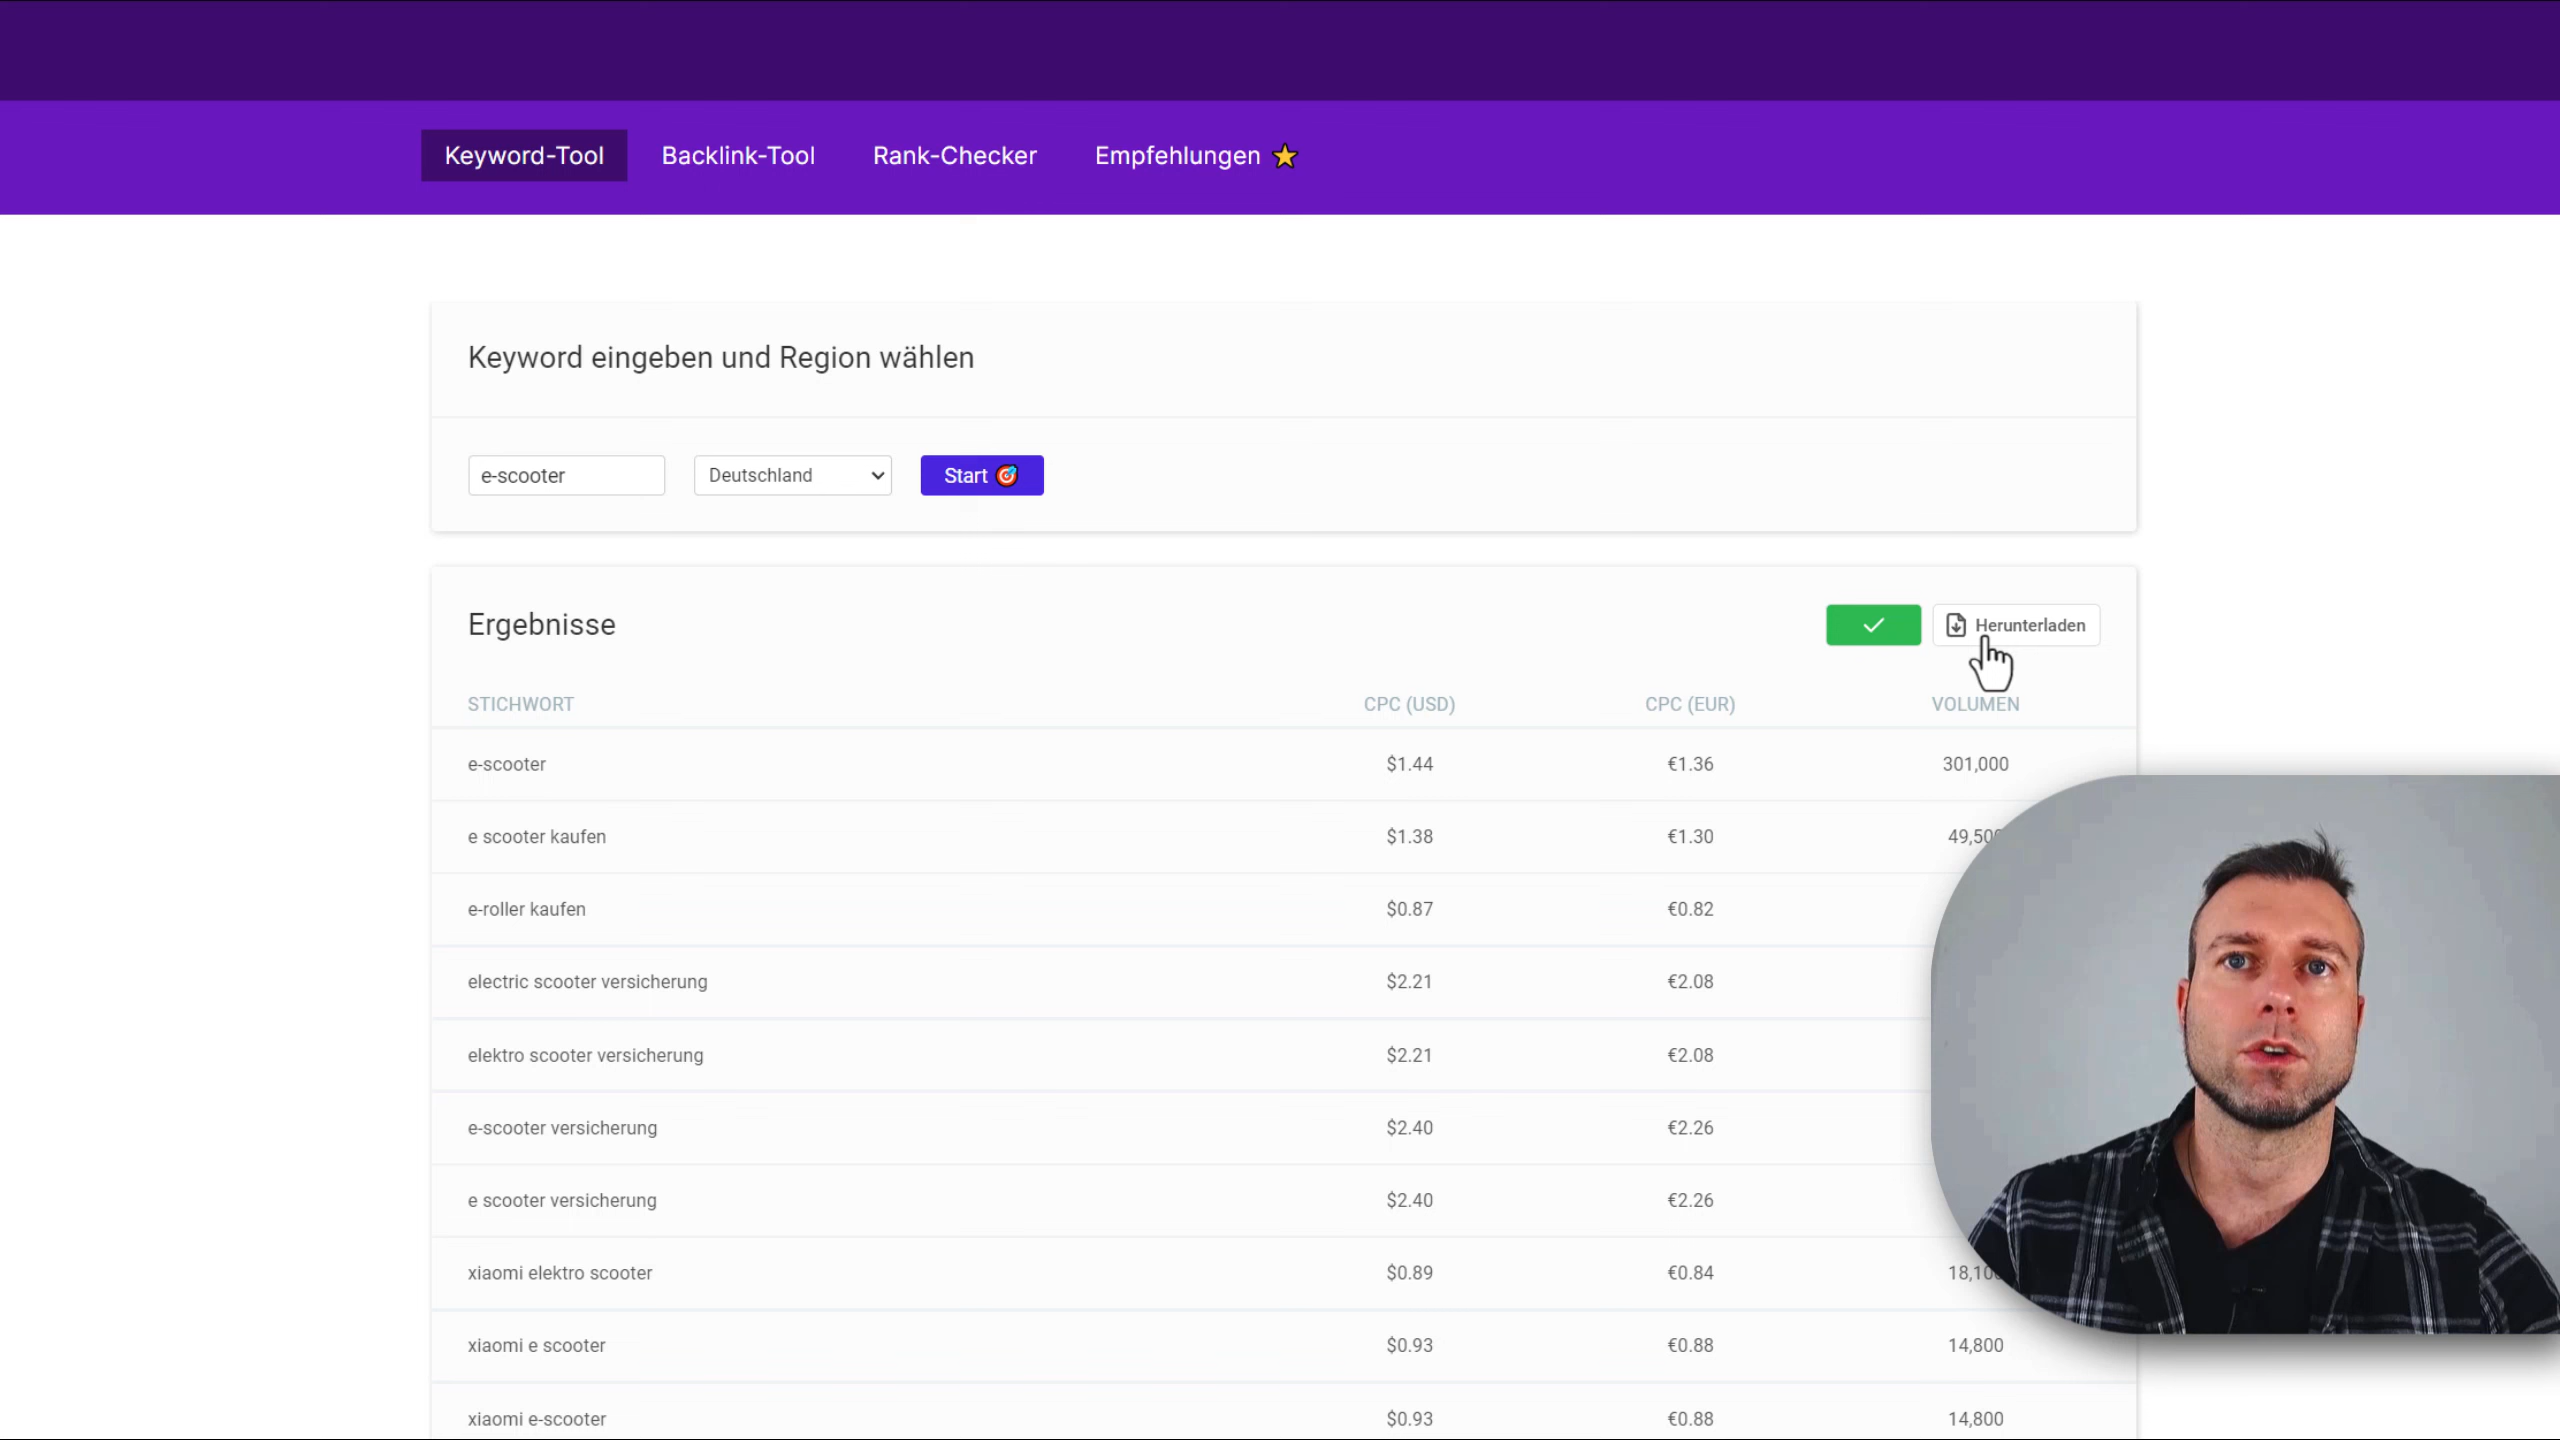 Keyword-Tool Backlink-Tool Rank-Checker Empfehlungen
Keyword eingeben und Region wählen
e-scooter Deutschland Start
Ergebnisse Herunterladen
STICHWORT CPC (USD) CPC (EUR) VOLUMEN
e-scooter $1.44 €1.36 301,000
e scooter kaufen $1.38 €1.30
e-roller kaufen $0.87 €0.82
electric scooter versicherung $2.21 €2.08
elektro scooter versicherung $2.21 €2.08
e-scooter versicherung $2.40 €2.26
e scooter versicherung $2.40 €2.26
xiaomi elektro scooter $0.89 €0.84
xiaomi e scooter $0.93 €0.88 14,800
xiaomi e-scooter $0.93 €0.88 14,800